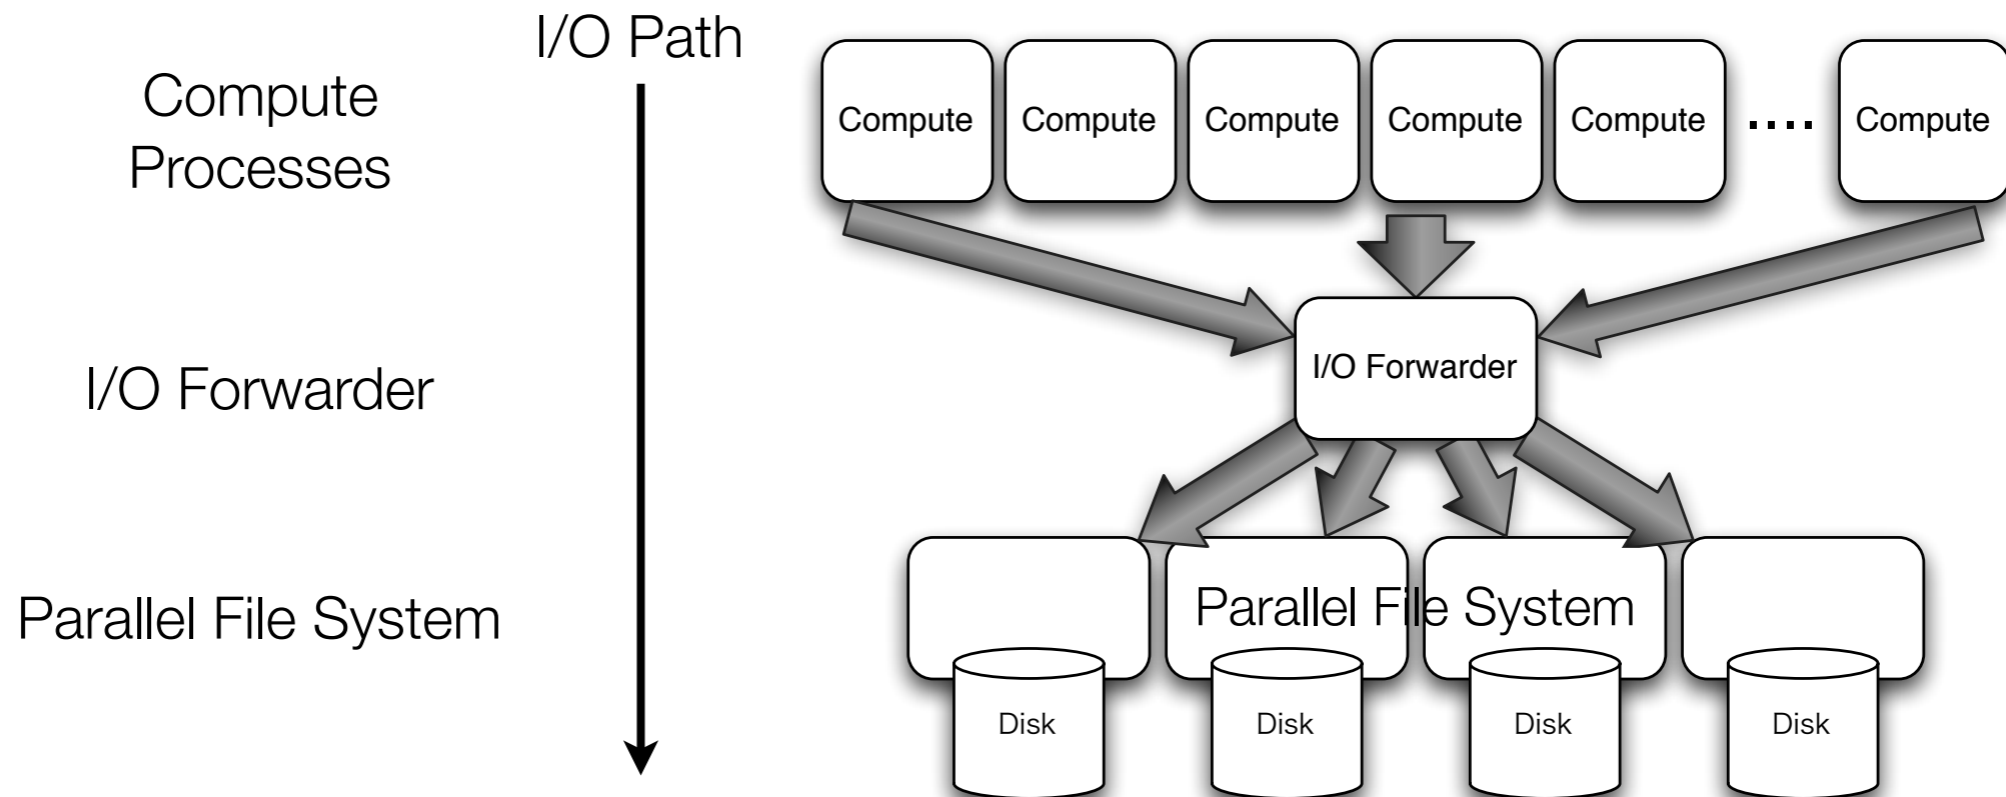 I/O Path
Compute
Processes
Compute Compute Compute Compute Compute .... Compute
I/O Forwarder
I/O Forwarder
Parallel File System
Parallel File System
Disk Disk Disk Disk